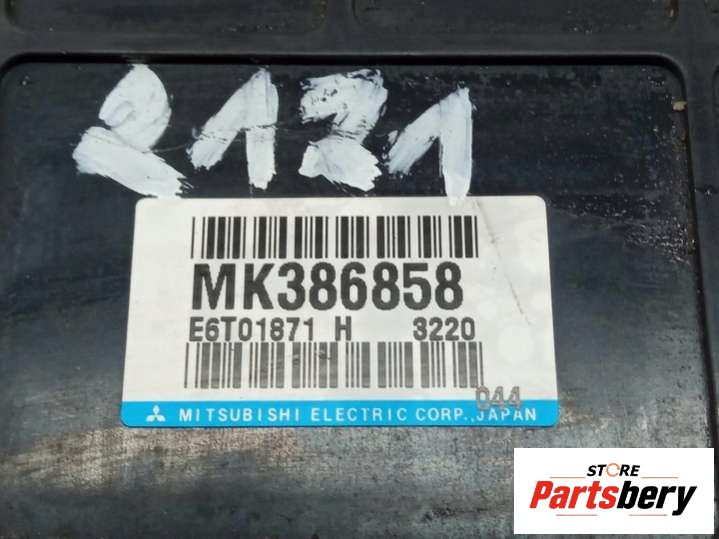 2121
MK386858
E6T01871 H 3220
044
MITSUBISHI ELECTRIC CORP.,JAPAN
STORE
Partsbery